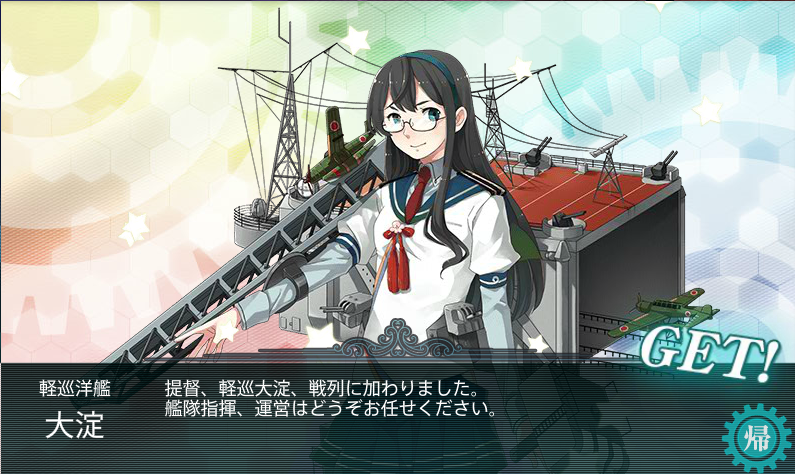 GET!
軽巡洋艦
大淀
提督、軽巡大淀、戦列に加わりました。
艦隊指揮、運営はどうぞお任せください。
帰